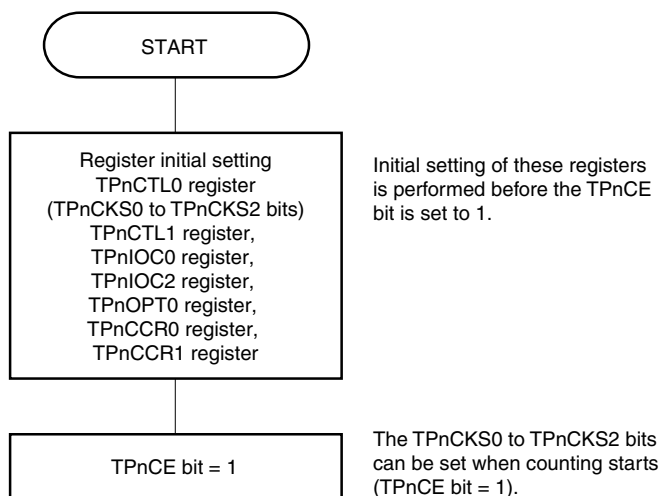 START
Register initial setting
TPnCTL0 register
(TPnCKS0 to TPnCKS2 bits)
TPnCTL1 register,
TPnIOC0 register,
TPnIOC2 register,
TPnOPT0 register,
TPnCCR0 register,
TPnCCR1 register
Initial setting of these registers
is performed before the TPnCE
bit is set to 1.
TPnCE bit = 1
The TPnCKS0 to TPnCKS2 bits
can be set when counting starts
(TPnCE bit = 1).